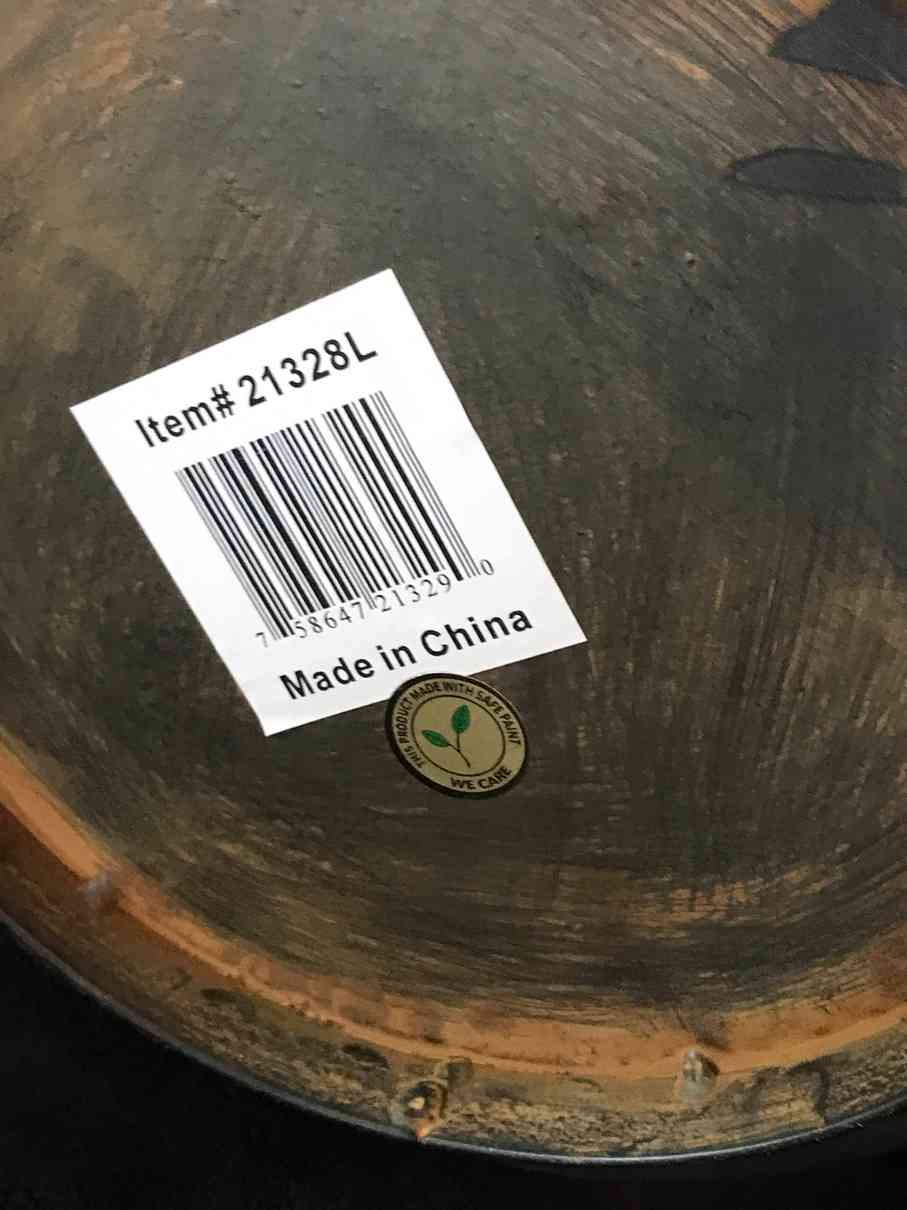 Item# 21328L
7 58647 21329 0
Made in China
THIS PRODUCT MADE WITH SAFE PAINT
WE CARE